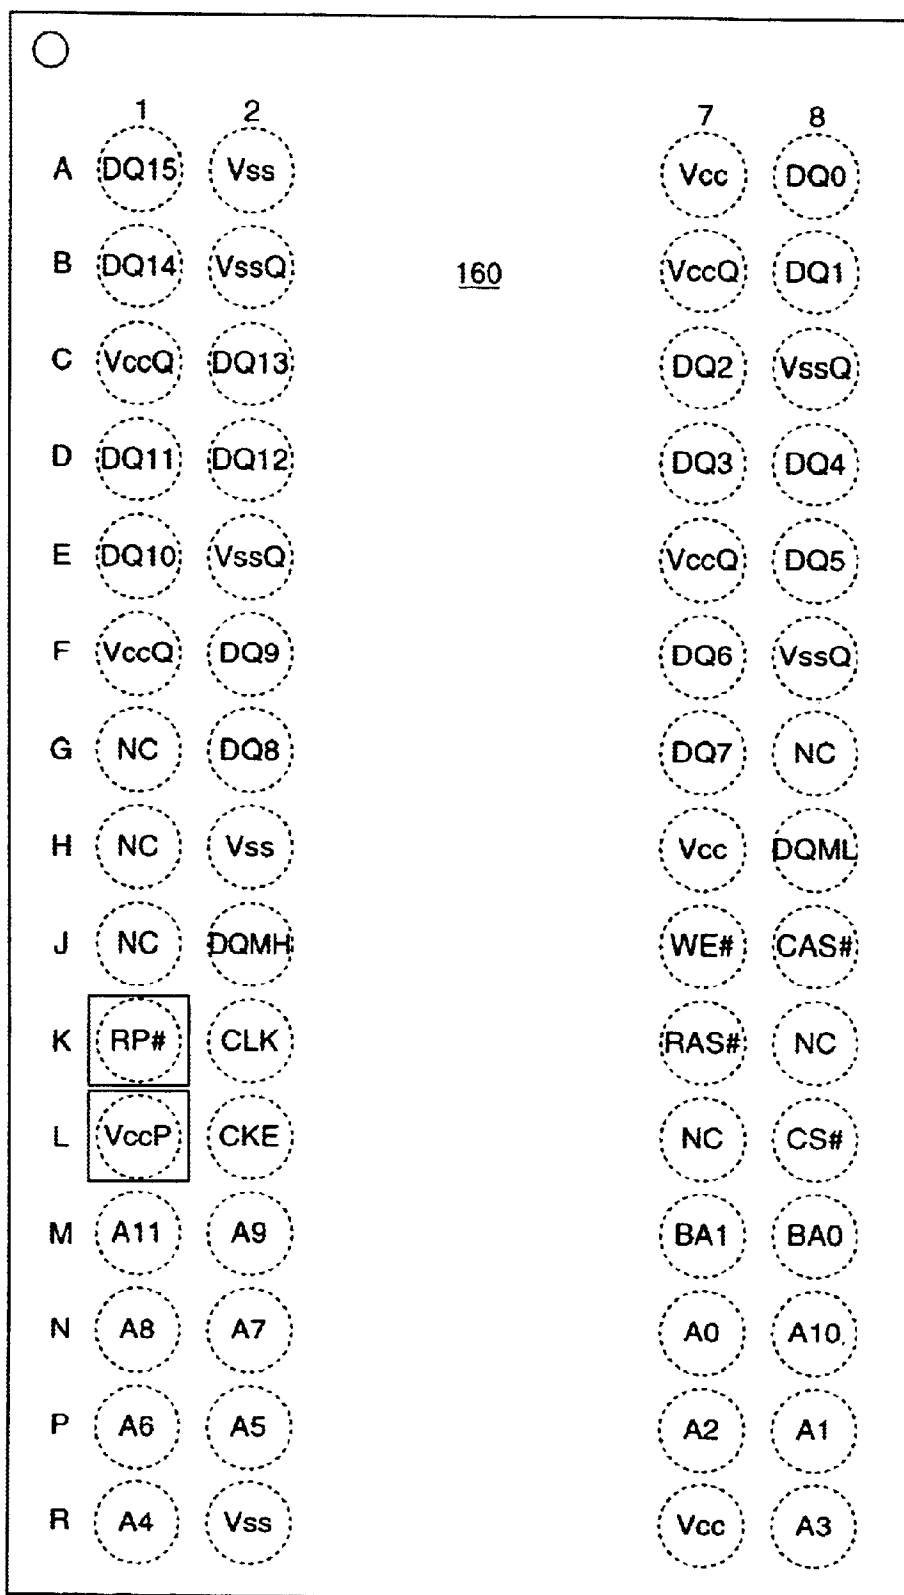 1 2 7 8
A DQ15 Vss Vcc DQ0
B DQ14 VssQ 160 VccQ DQ1
C VccQ DQ13 DQ2 VssQ
D DQ11 DQ12 DQ3 DQ4
E DQ10 VssQ VccQ DQ5
F VccQ DQ9 DQ6 VssQ
G NC DQ8 DQ7 NC
H NC Vss Vcc DQML
J NC DQMH WE# CAS#
K RP# CLK RAS# NC
L VccP CKE NC CS#
M A11 A9 BA1 BA0
N A8 A7 A0 A10
P A6 A5 A2 A1
R A4 Vss Vcc A3